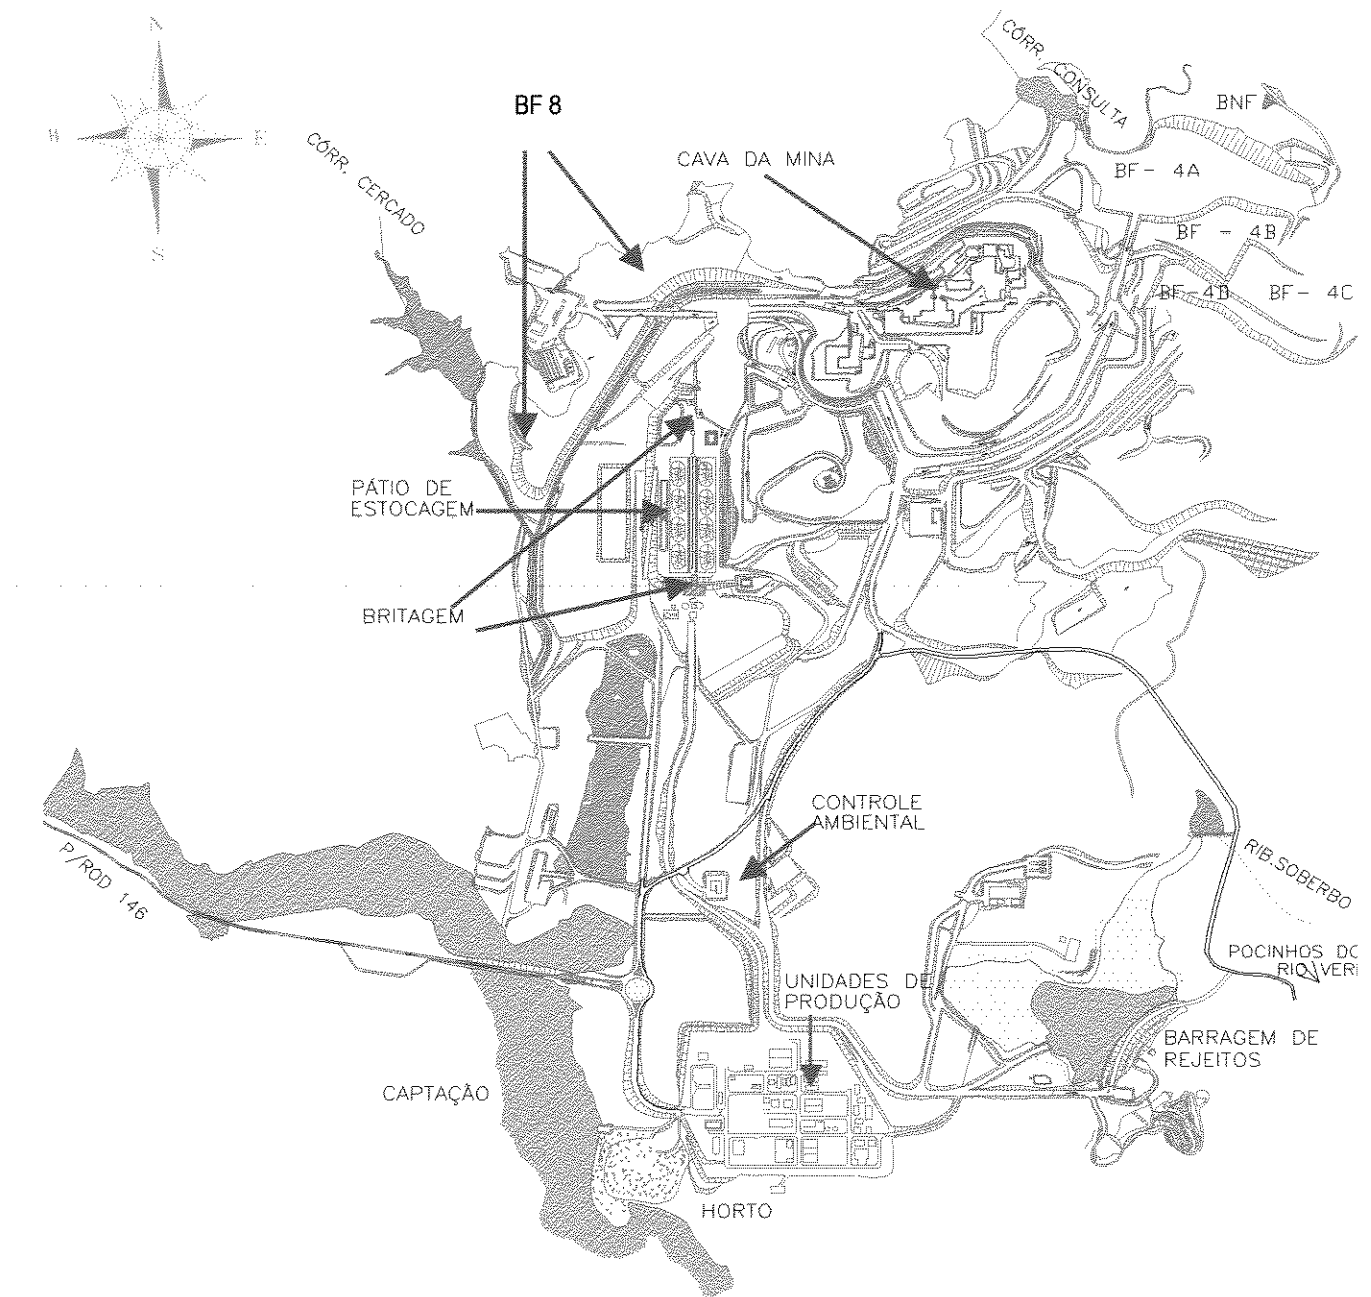 N
BF 8
CÓRR. CONSULTA
BNF
W
E
CÓRR. CERCADO
CAVA DA MINA
BF- 4A
S
BF - 4B
BF-4D
BF- 4C
PÁTIO DE
ESTOCAGEM
BRITAGEM
CONTROLE
AMBIENTAL
P/ROD 146
RIB.SOBERBO
POCINHOS DO
RIO VER
UNIDADES DE
PRODUÇÃO
BARRAGEM DE
REJEITOS
CAPTAÇÃO
HORTO